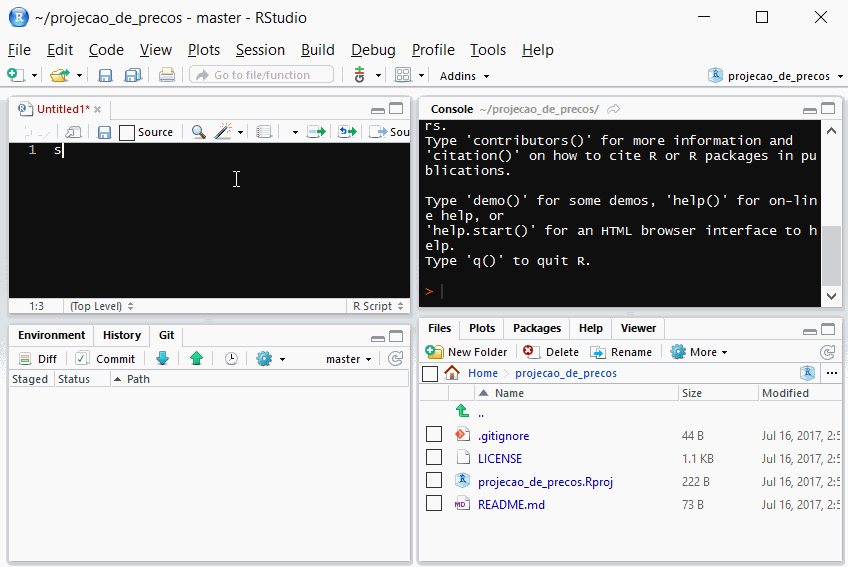 ~/projecao_de_precos - master - RStudio
File Edit Code View Plots Session Build Debug Profile Tools Help
Go to file/function Addins projecao_de_precos
Untitled1*
Source Sou
1 s
1:3 (Top Level) R Script
Console ~/projecao_de_precos/
rs.
Type 'contributors()' for more information and
'citation()' on how to cite R or R packages in pu
blications.
Type 'demo()' for some demos, 'help()' for on-lin
e help, or
'help.start()' for an HTML browser interface to h
elp.
Type 'q()' to quit R.
>
Environment History Git
Diff Commit master
Staged Status Path
Files Plots Packages Help Viewer
New Folder Delete Rename More
Home projecao_de_precos
Name Size Modified
..
.gitignore 44 B Jul 16, 2017, 2:5
LICENSE 1.1 KB Jul 16, 2017, 2:5
projecao_de_precos.Rproj 222 B Jul 16, 2017, 2:5
README.md 73 B Jul 16, 2017, 2:5